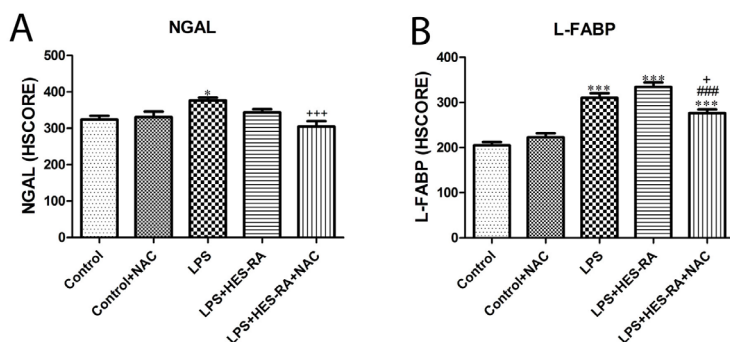 A
NGAL
NGAL (HSCORE)
500
400
300
200
100
0
*
+++
Control
Control+NAC
LPS
LPS+HES-RA
LPS+HES-RA+NAC
B
L-FABP
L-FABP (HSCORE)
400
300
200
100
0
***
***
+
###
***
Control
Control+NAC
LPS
LPS+HES-RA
LPS+HES-RA+NAC